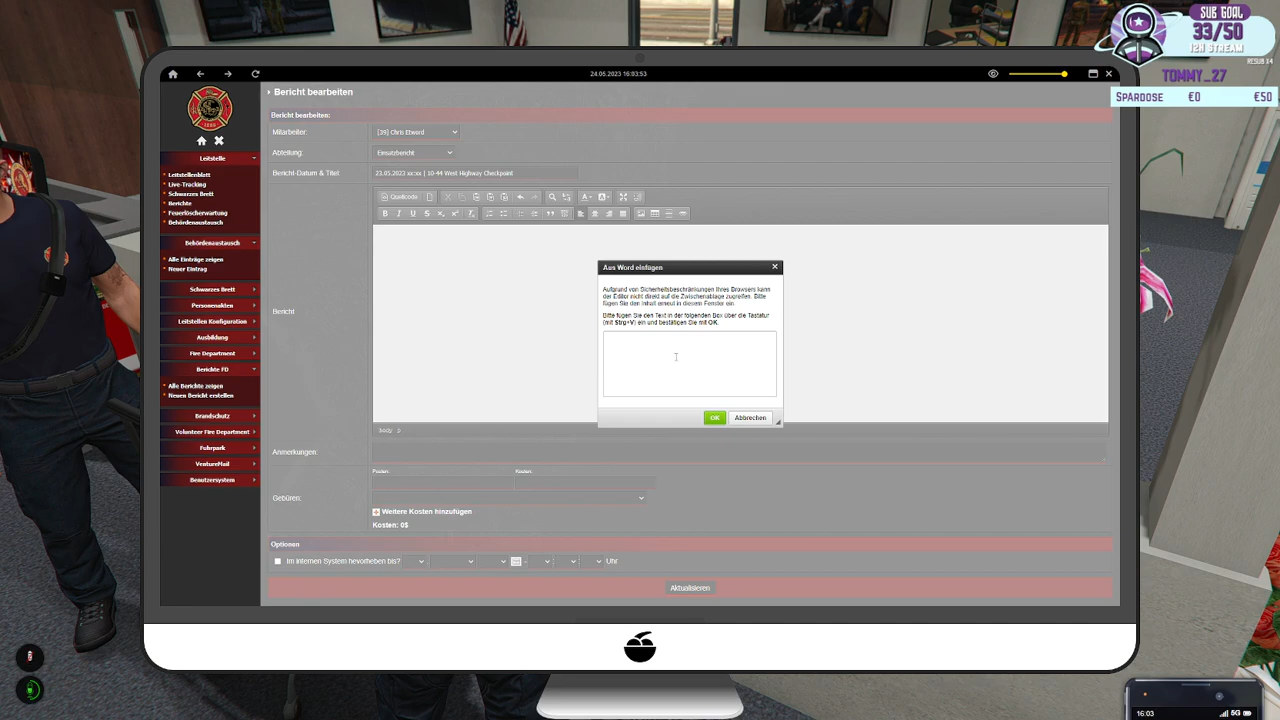 SUB GOAL
33/50
12H STREAM
RESUB X4
TOMMY_27
SPARDOSE €0 €50
24.05.2023 16:03:53
Bericht bearbeiten
Bericht bearbeiten:
Mitarbeiter:
[39] Chris Etward
Abteilung:
Einsatzbericht
Bericht-Datum & Titel:
23.05.2023 xx:xx | 10-44 West Highway Checkpoint
Quellcode
Leitstelle
Leitstellenblatt
Live-Tracking
Schwarzes Brett
Berichte
Feuerlöscherwartung
Behördenaustausch
Behördenaustausch
Alle Einträge zeigen
Neuer Eintrag
Schwarzes Brett
Personenakten
Leitstellen Konfiguration
Ausbildung
Fire Department
Berichte FD
Alle Berichte zeigen
Neuen Bericht erstellen
Brandschutz
Volunteer Fire Department
Fuhrpark
VentureMail
Benutzersystem
Bericht
Aus Word einfügen
Aufgrund von Sicherheitsbeschränkungen Ihres Browsers kann
der Editor nicht direkt auf die Zwischenablage zugreifen. Bitte
fügen Sie den Inhalt erneut in diesem Fenster ein.
Bitte fügen Sie den Text in der folgenden Box über die Tastatur
(mit Strg+V) ein und bestätigen Sie mit OK.
OK
Abbrechen
body p
Anmerkungen:
Kosten:
Gebüren:
Weitere Kosten hinzufügen
Kosten: 0$
Optionen
Im internen System hevorheben bis?
Uhr
Aktualisieren
16:03
5G